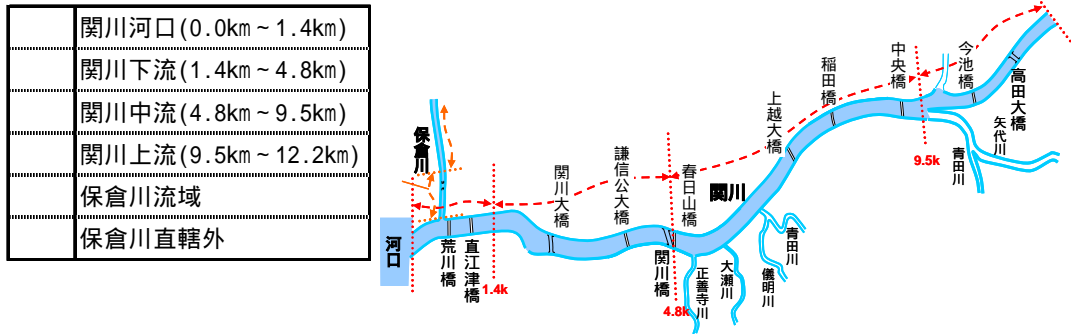 関川河口(0.0km~1.4km)
関川下流(1.4km~4.8km)
関川中流(4.8km~9.5km)
関川上流(9.5km~12.2km)
保倉川流域
保倉川直轄外
河口
保倉川
荒川橋
直江津橋
1.4k
関川大橋
謙信公大橋
関川橋
4.8k
春日山橋
正善寺川
大瀬川
関川
儀明川
青田川
上越大橋
稲田橋
中央橋
9.5k
今池橋
高田大橋
青田川
矢代川